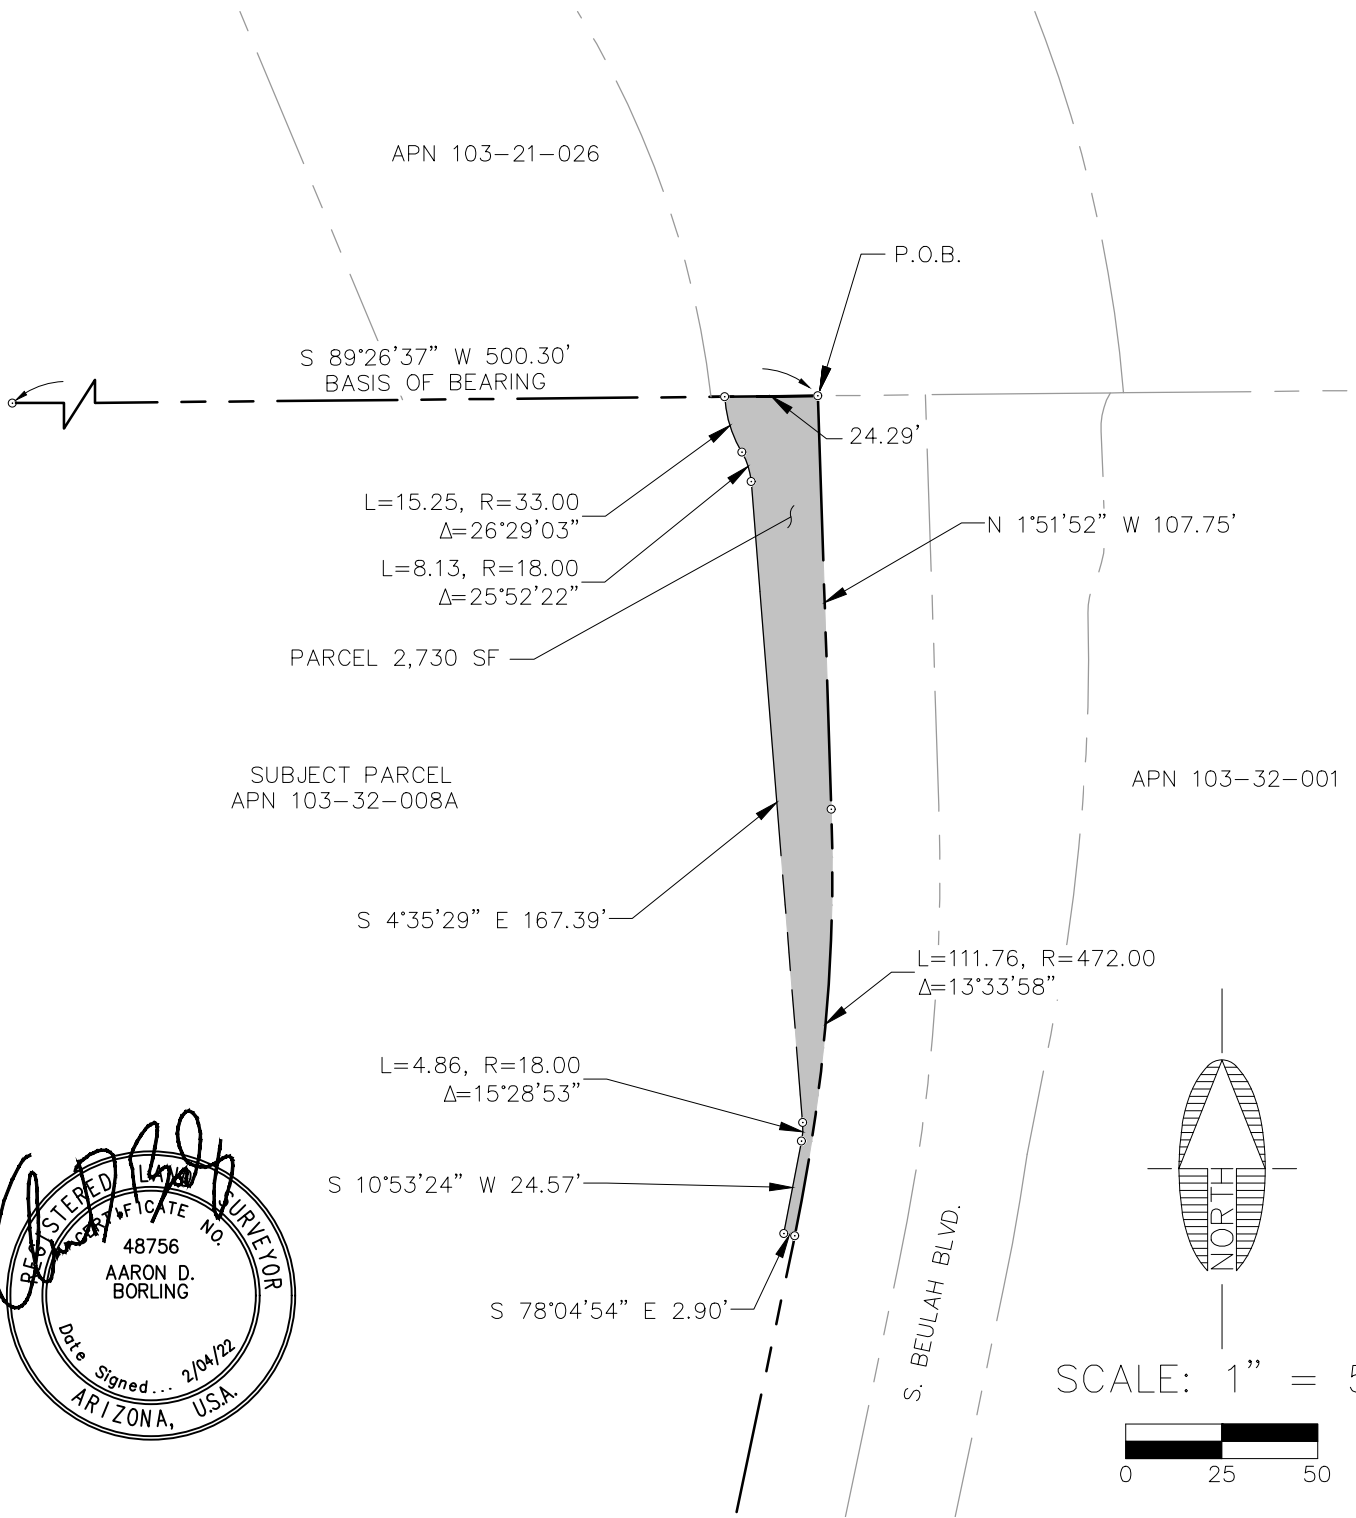 APN 103-21-026
P.O.B.
S 89°26'37" W 500.30'
BASIS OF BEARING
24.29'
L=15.25, R=33.00
Δ=26°29'03"
N 1°51'52" W 107.75'
L=8.13, R=18.00
Δ=25°52'22"
PARCEL 2,730 SF
SUBJECT PARCEL
APN 103-32-008A
APN 103-32-001
S 4°35'29" E 167.39'
L=111.76, R=472.00
Δ=13°33'58"
L=4.86, R=18.00
Δ=15°28'53"
S 10°53'24" W 24.57'
S 78°04'54" E 2.90'
S. BEULAH BLVD.
NORTH
SCALE: 1" = 5
0 25 50
REGISTERED LAND SURVEYOR
CERTIFICATE NO.
48756
AARON D.
BORLING
Date Signed... 2/04/22
ARIZONA, U.S.A.